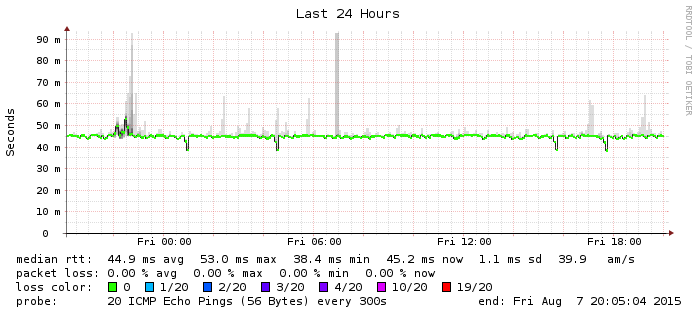 Last 24 Hours
RRDTOOL / TOBI OETIKER
Seconds
90 m
80 m
70 m
60 m
50 m
40 m
30 m
20 m
10 m
0
Fri 00:00 Fri 06:00 Fri 12:00 Fri 18:00
median rtt: 44.9 ms avg 53.0 ms max 38.4 ms min 45.2 ms now 1.1 ms sd 39.9 am/s
packet loss: 0.00 % avg 0.00 % max 0.00 % min 0.00 % now
loss color: 0 1/20 2/20 3/20 4/20 10/20 19/20
probe: 20 ICMP Echo Pings (56 Bytes) every 300s end: Fri Aug 7 20:05:04 2015